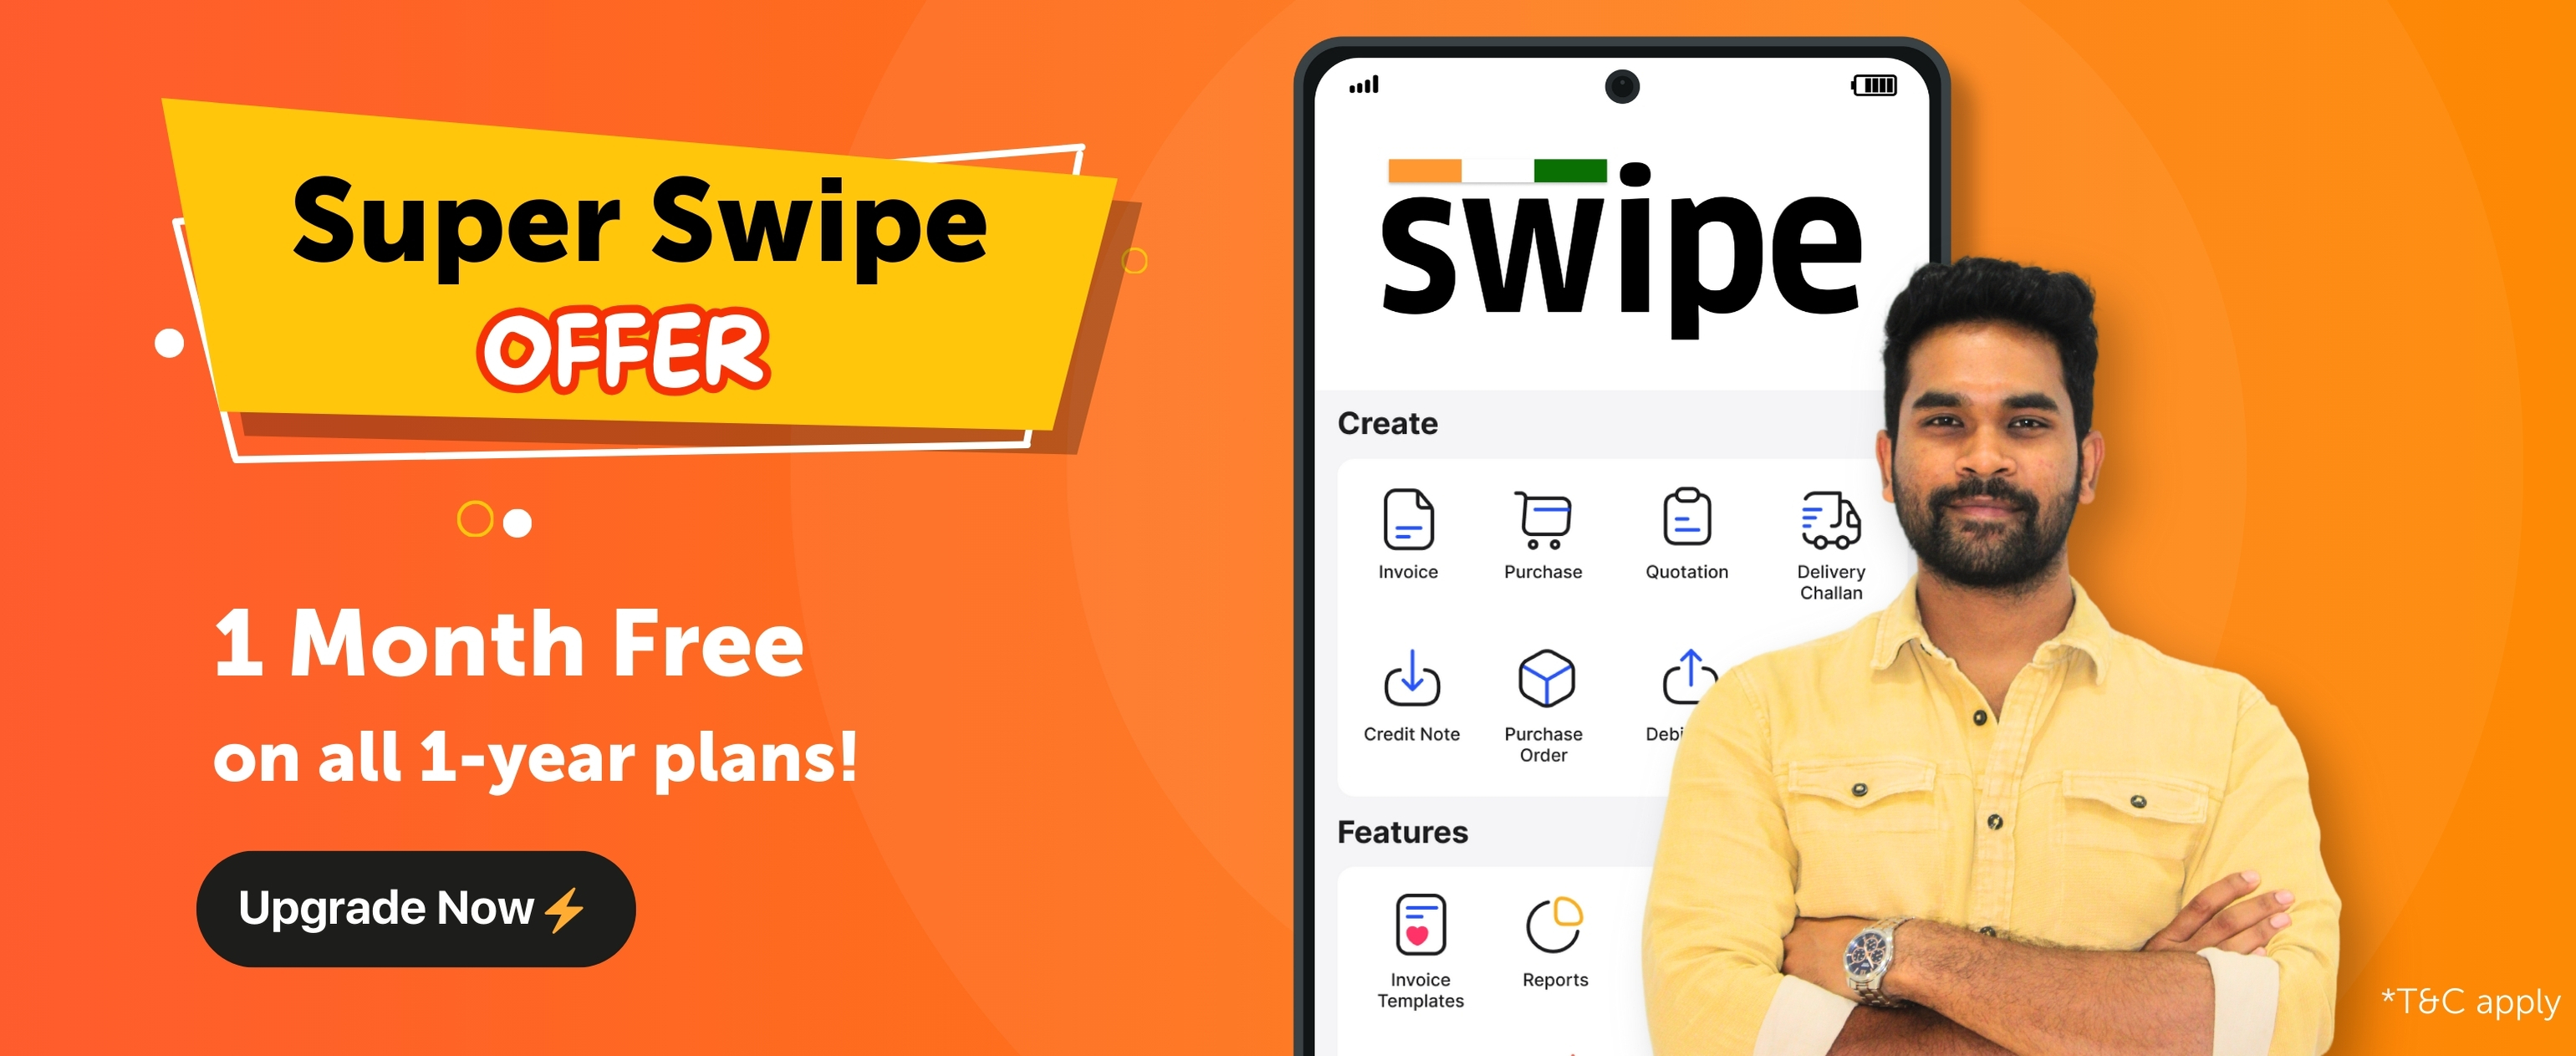 Super Swipe
OFFER
1 Month Free
on all 1-year plans!
Upgrade Now⚡
swipe
Create
Invoice
Purchase
Quotation
Delivery
Challan
Credit Note
Purchase
Order
Features
Invoice
Templates
Reports
*T&C apply